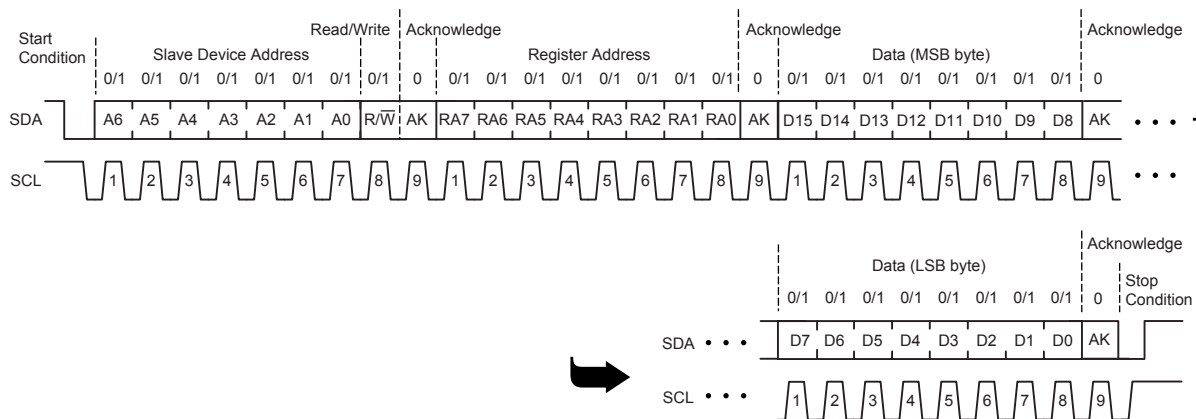 Read/Write Acknowledge Acknowledge Acknowledge
Start Condition
Slave Device Address Register Address Data (MSB byte)
0/1 0/1 0/1 0/1 0/1 0/1 0/1 0/1 0 0/1 0/1 0/1 0/1 0/1 0/1 0/1 0/1 0 0/1 0/1 0/1 0/1 0/1 0/1 0/1 0/1 0
SDA A6 A5 A4 A3 A2 A1 A0 R/W̅ AK RA7 RA6 RA5 RA4 RA3 RA2 RA1 RA0 AK D15 D14 D13 D12 D11 D10 D9 D8 AK • • • •
SCL 1 2 3 4 5 6 7 8 9 1 2 3 4 5 6 7 8 9 1 2 3 4 5 6 7 8 9 • • •
Acknowledge
Data (LSB byte)
Stop Condition
0/1 0/1 0/1 0/1 0/1 0/1 0/1 0/1 0
SDA • • • D7 D6 D5 D4 D3 D2 D1 D0 AK
SCL • • • 1 2 3 4 5 6 7 8 9